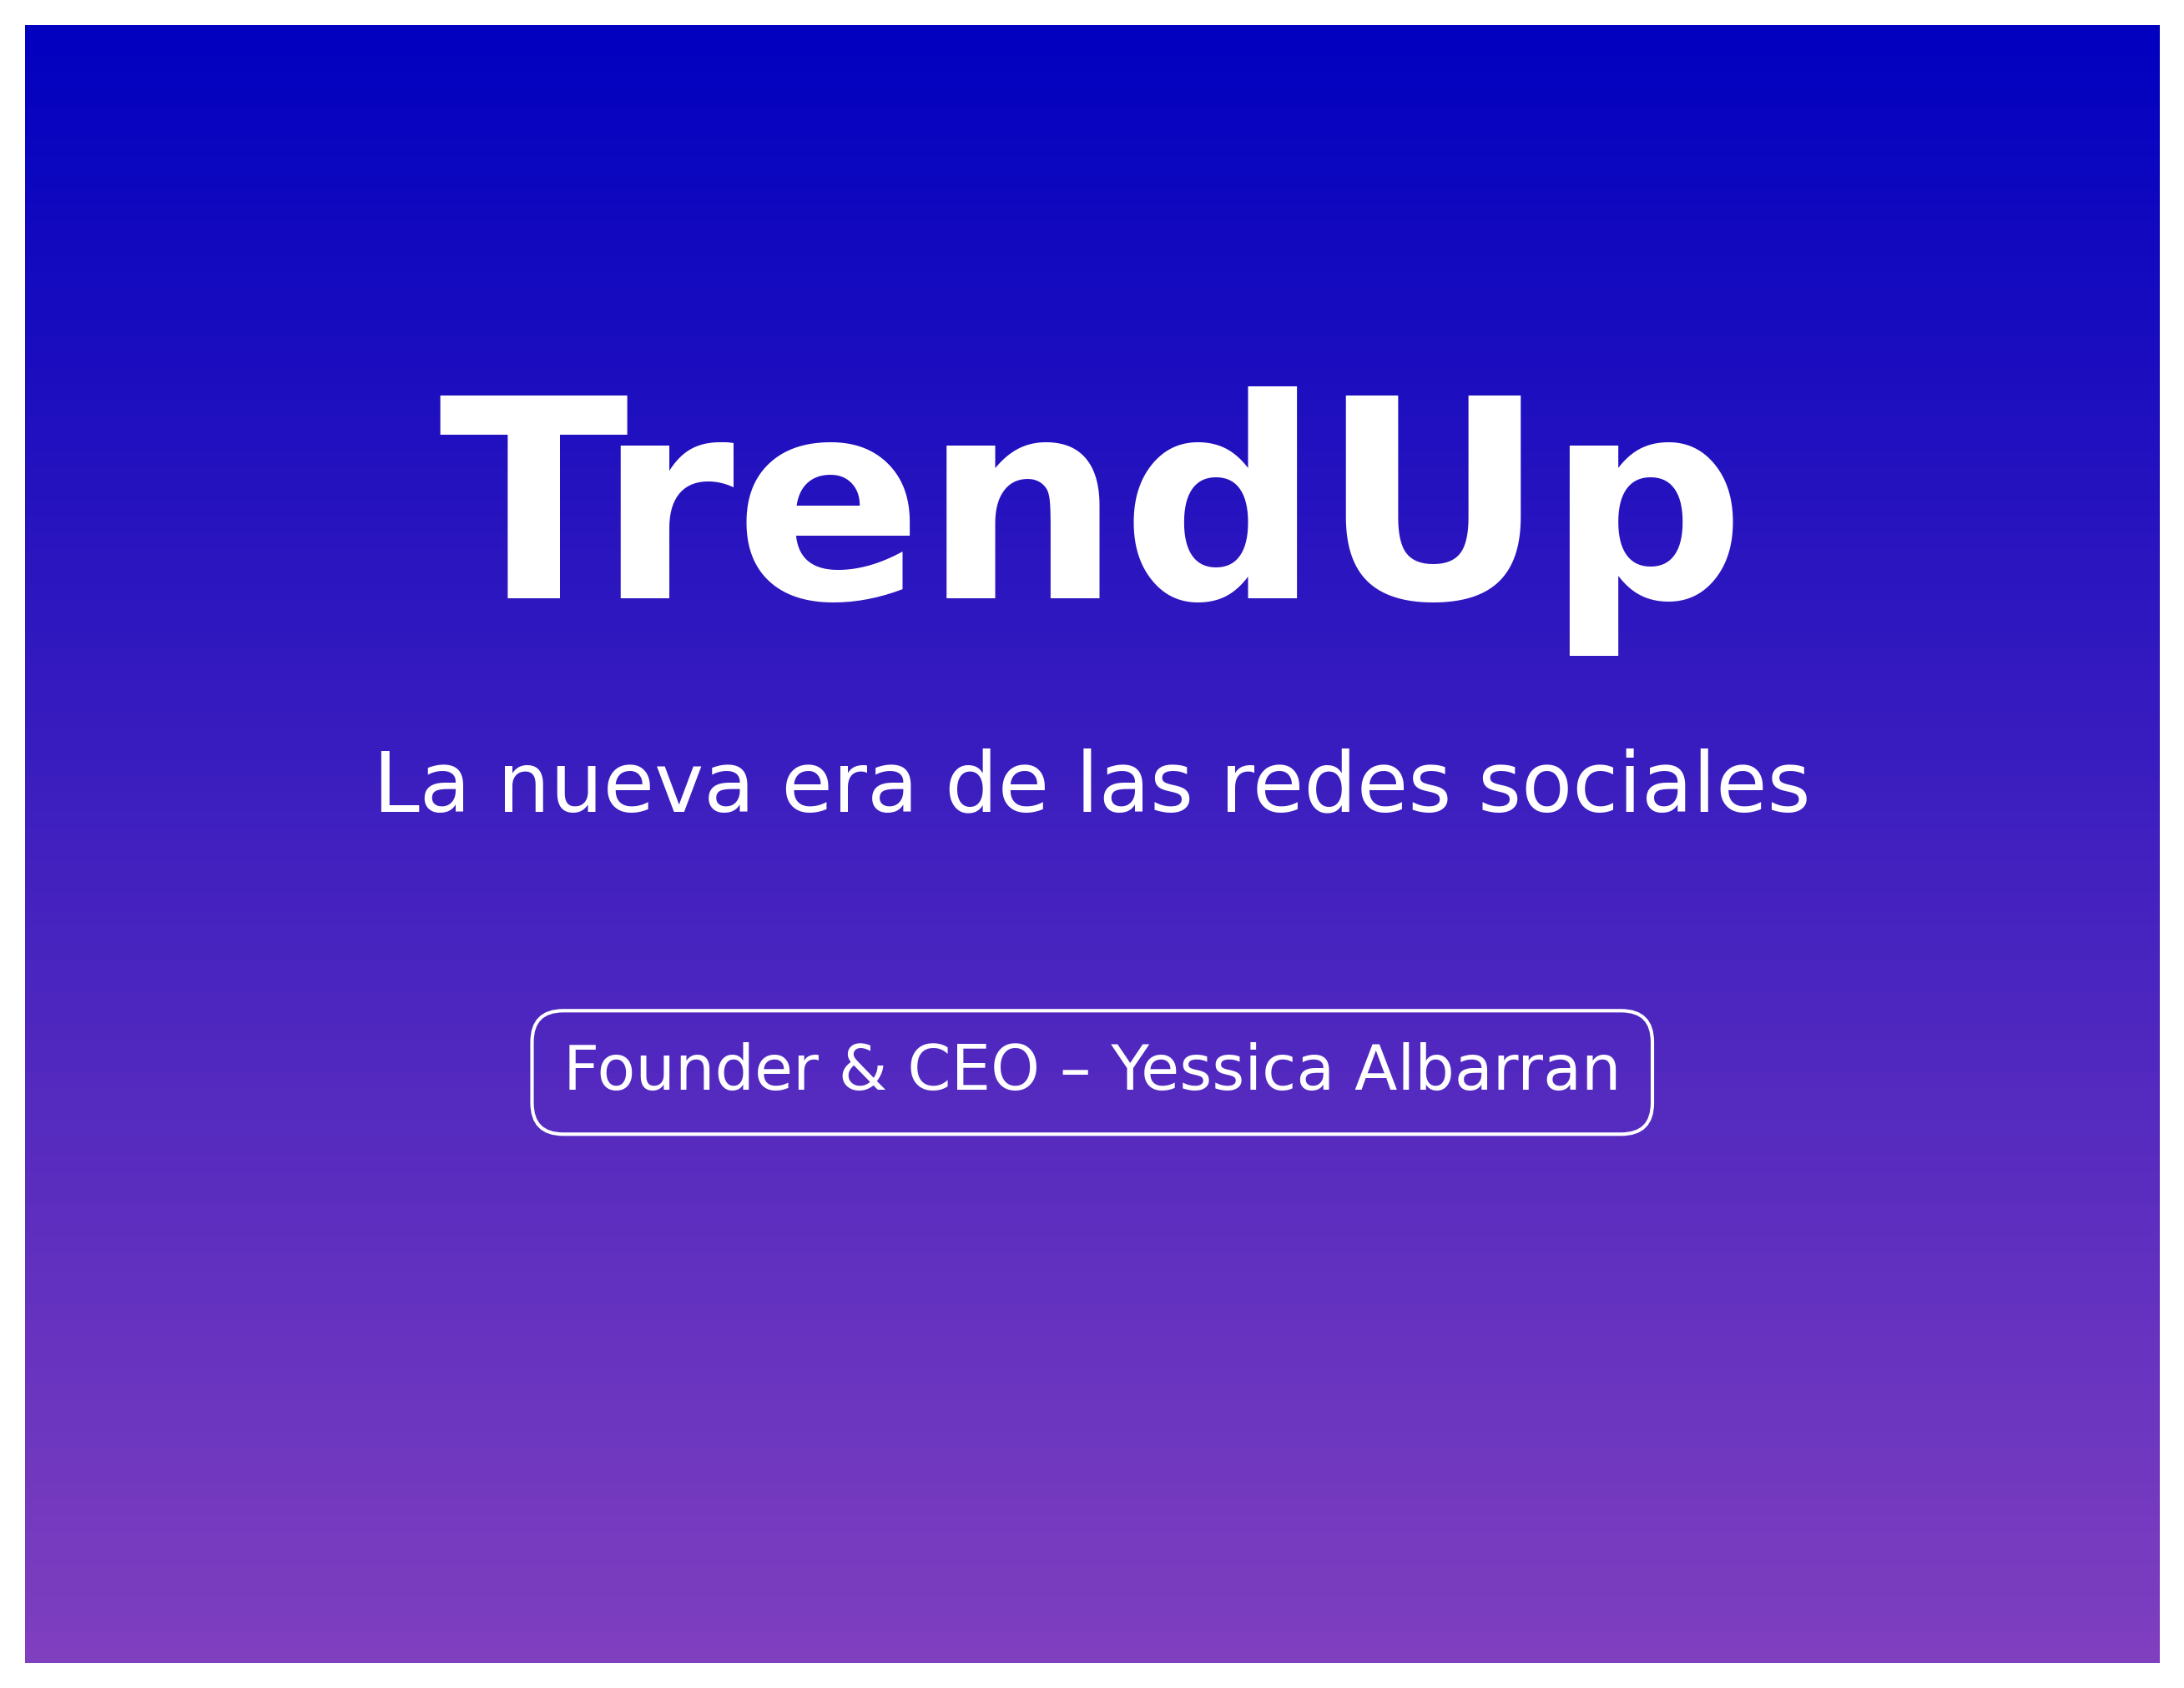 TrendUp
La nueva era de las redes sociales
Founder & CEO – Yessica Albarran